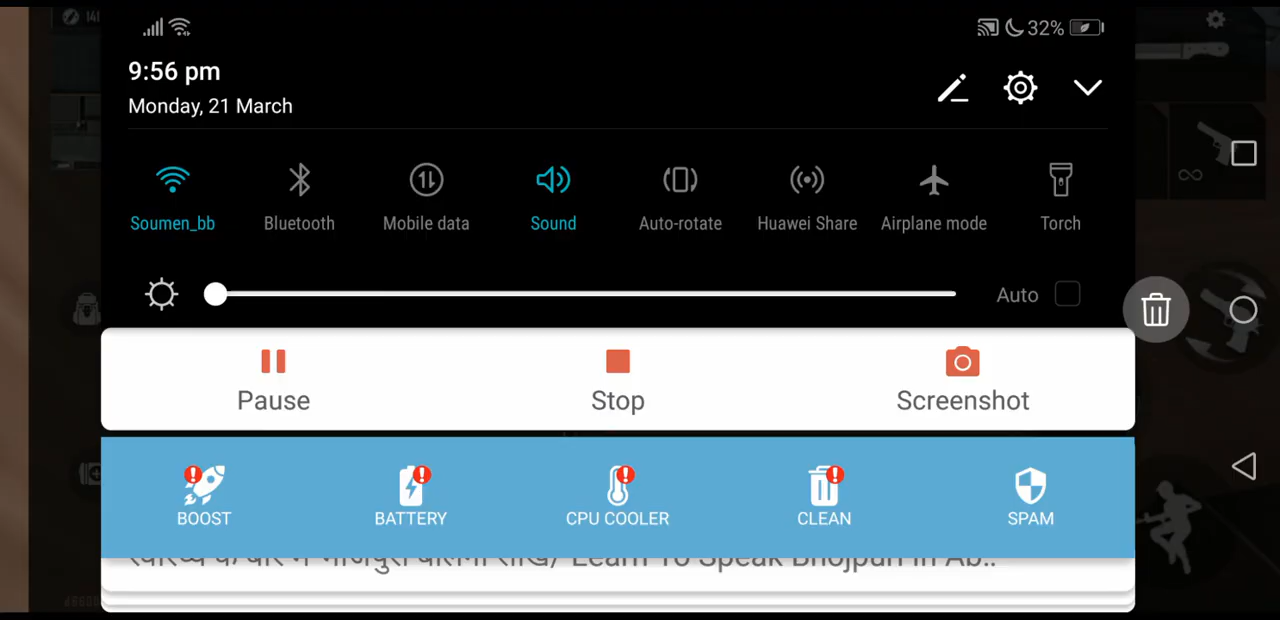 141
32%
9:56 pm
Monday, 21 March
Soumen_bb
Bluetooth
Mobile data
Sound
Auto-rotate
Huawei Share
Airplane mode
Torch
Auto
Pause
Stop
Screenshot
BOOST
BATTERY
CPU COOLER
CLEAN
SPAM
Learn To Speak Bhojpuri In Ab..